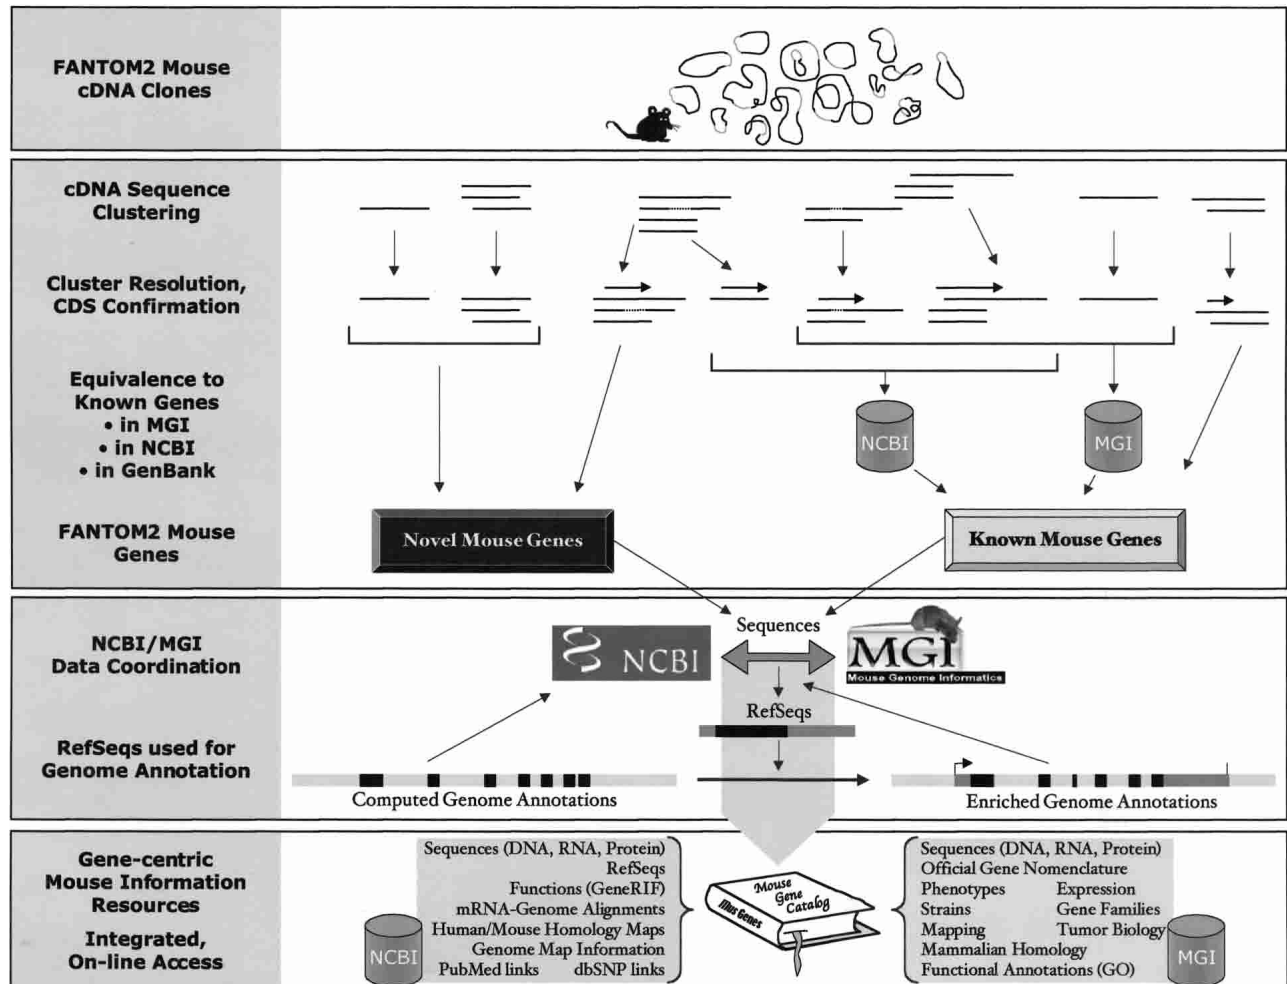 FANTOM2 Mouse
cDNA Clones
cDNA Sequence
Clustering
Cluster Resolution,
CDS Confirmation
Equivalence to
Known Genes
• in MGI
• in NCBI
• in GenBank
NCBI
MGI
FANTOM2 Mouse
Genes
Novel Mouse Genes
Known Mouse Genes
NCBI/MGI
Data Coordination
Sequences
NCBI
MGI
Mouse Genome Informatics
RefSeqs
RefSeqs used for
Genome Annotation
Computed Genome Annotations
Enriched Genome Annotations
Gene-centric
Mouse Information
Resources
Integrated,
On-line Access
NCBI
Sequences (DNA, RNA, Protein)
RefSeqs
Functions (GeneRIF)
mRNA-Genome Alignments
Human/Mouse Homology Maps
Genome Map Information
PubMed links dbSNP links
Mouse
Gene
Catalog
Mus Genes
Sequences (DNA, RNA, Protein)
Official Gene Nomenclature
Phenotypes Expression
Strains Gene Families
Mapping Tumor Biology
Mammalian Homology
Functional Annotations (GO)
MGI